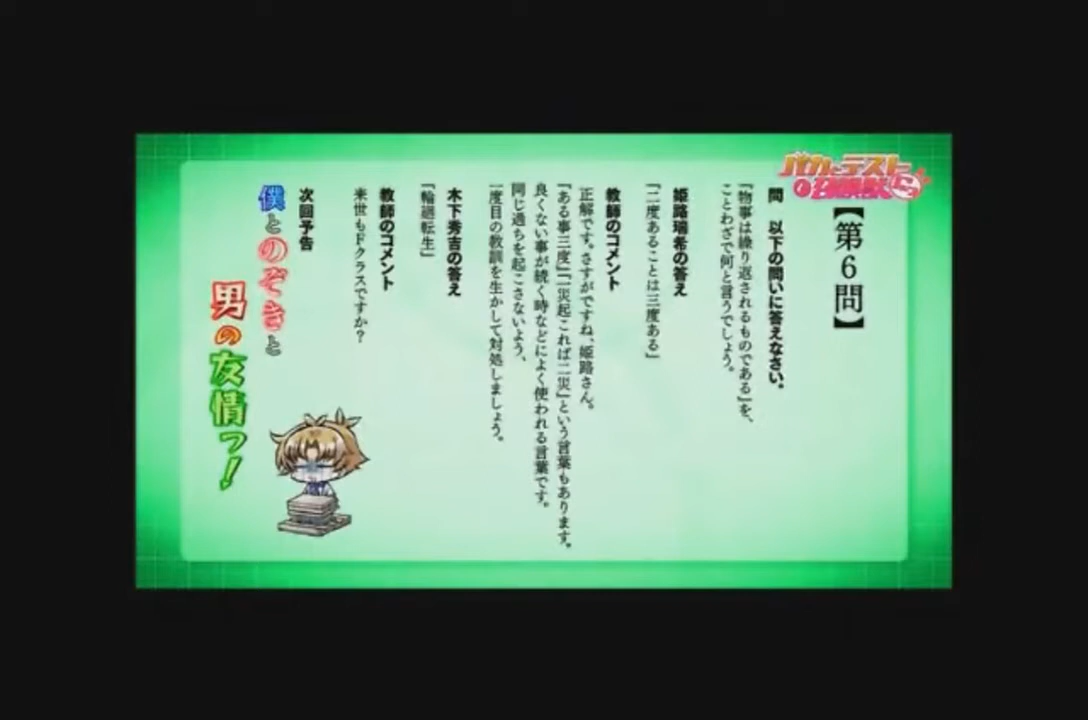 バカとテストと召喚獣にっ!
【第6問】
問 以下の問いに答えなさい。
『物事は繰り返されるものである』を、
ことわざで何と言うでしょう。
姫路瑞希の答え
『二度あることは三度ある』
教師のコメント
正解です。さすがですね、姫路さん。
『ある事三度』『一災起これば二災』という言葉もあります。
良くない事が続く時などによく使われる言葉です。
同じ過ちを起こさないよう、
一度目の教訓を生かして対処しましょう。
木下秀吉の答え
『輪廻転生』
教師のコメント
来世もFクラスですか?
次回予告
僕とのぞきと
男の友情っ!